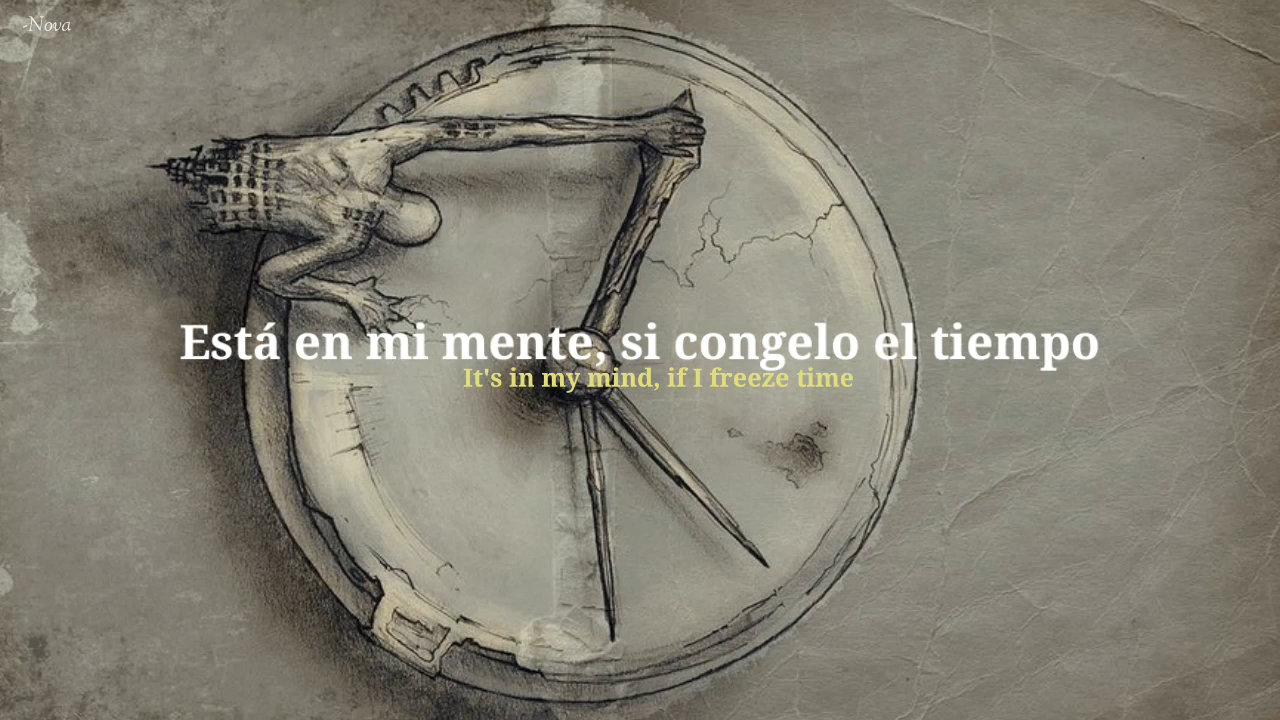 -Nova
Está en mi mente, si congelo el tiempo
It's in my mind, if I freeze time